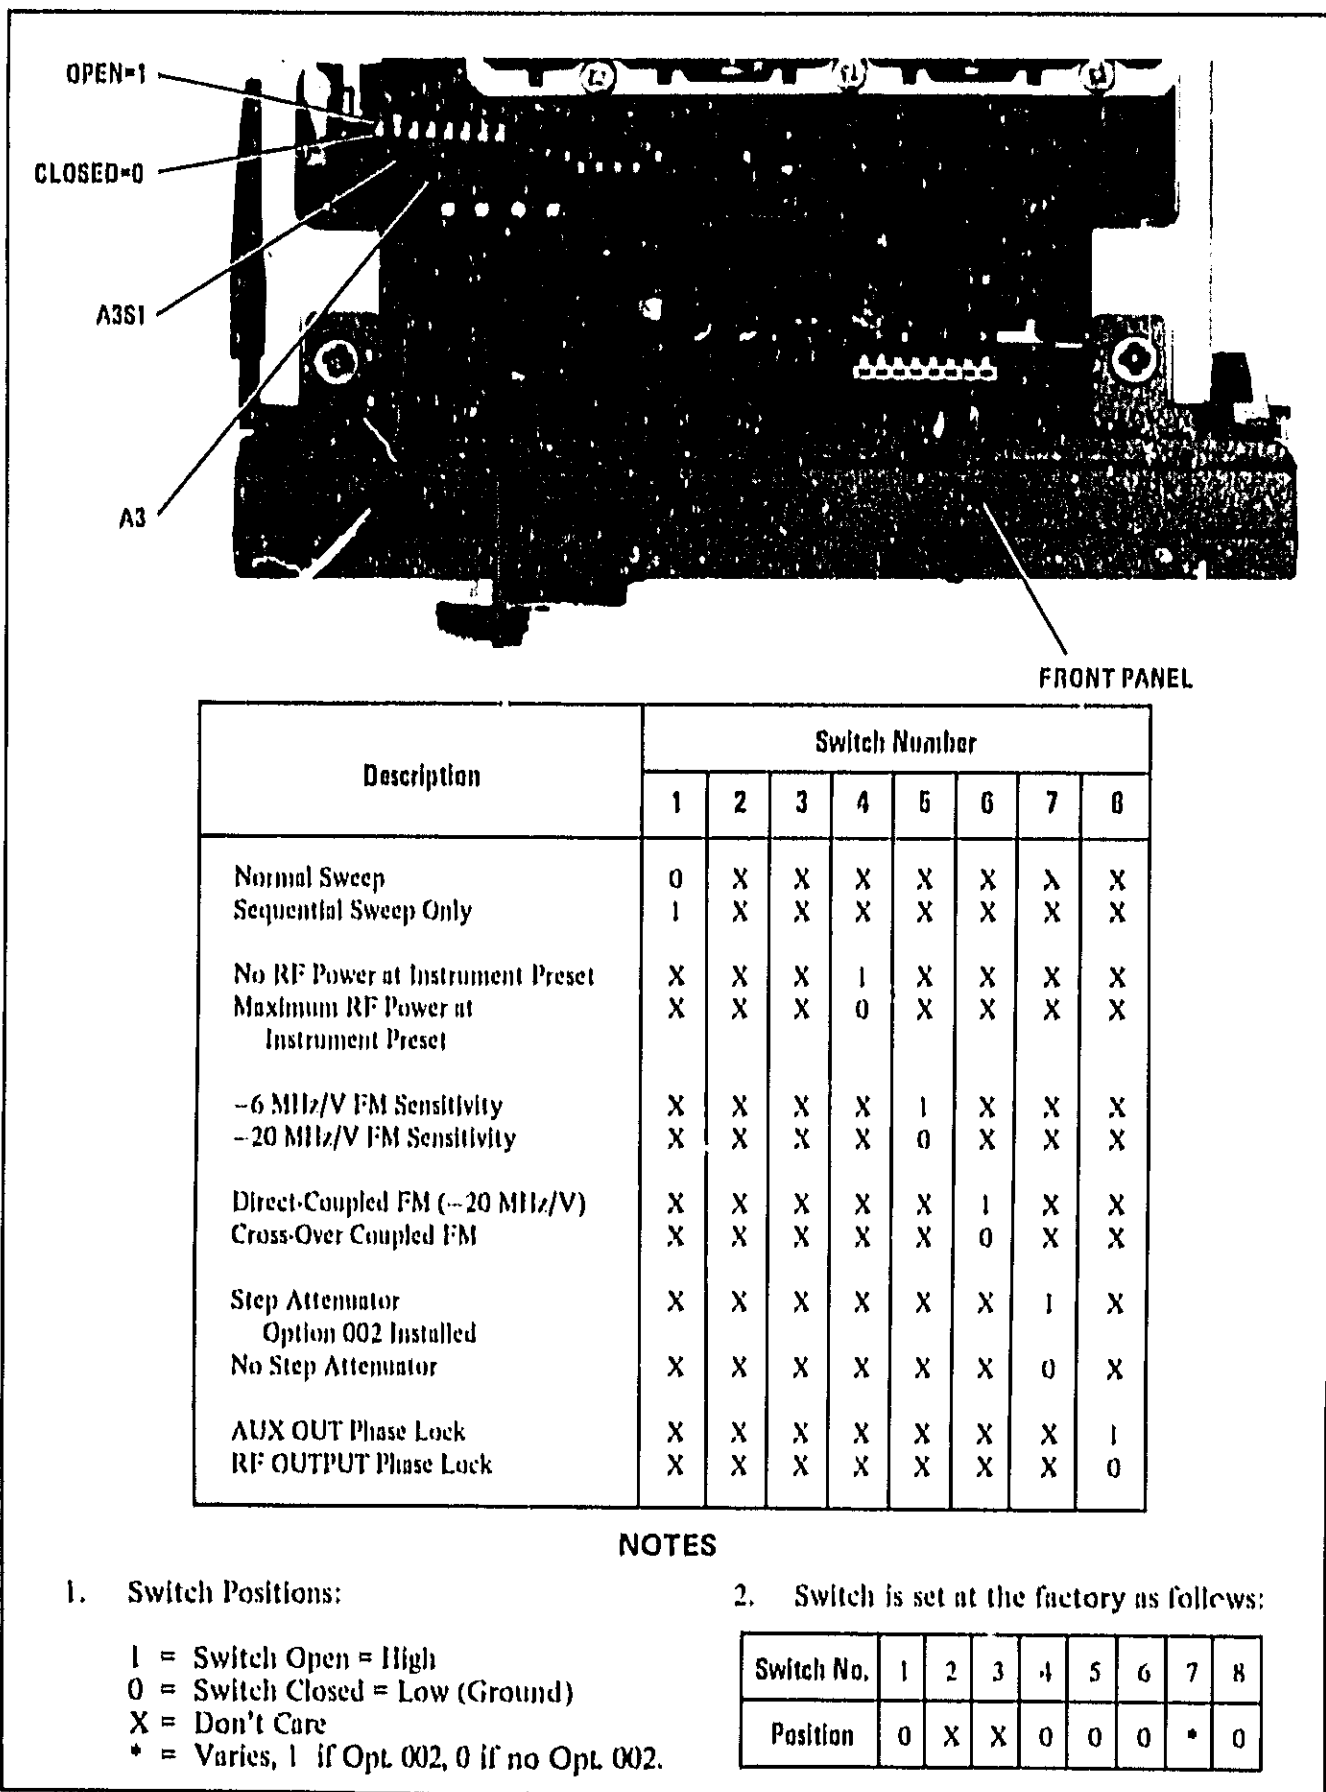 OPEN=1
CLOSED=0
A3S1
A3
FRONT PANEL
Description
Switch Number
1 2 3 4 5 6 7 8
Normal Sweep 0 X X X X X X X
Sequential Sweep Only 1 X X X X X X X
No RF Power at Instrument Preset X X X 1 X X X X
Maximum RF Power at X X X 0 X X X X
Instrument Preset
-6 MHz/V FM Sensitivity X X X X 1 X X X
-20 MHz/V FM Sensitivity X X X X 0 X X X
Direct-Coupled FM (-20 MHz/V) X X X X X 1 X X
Cross-Over Coupled FM X X X X X 0 X X
Step Attenuator X X X X X X 1 X
Option 002 Installed
No Step Attenuator X X X X X X 0 X
AUX OUT Phase Lock X X X X X X X 1
RF OUTPUT Phase Lock X X X X X X X 0
NOTES
1. Switch Positions:
1 = Switch Open = High
0 = Switch Closed = Low (Ground)
X = Don't Care
* = Varies, 1 if Opt. 002, 0 if no Opt. 002.
2. Switch is set at the factory as follows:
Switch No. 1 2 3 4 5 6 7 8
Position 0 X X 0 0 0 * 0